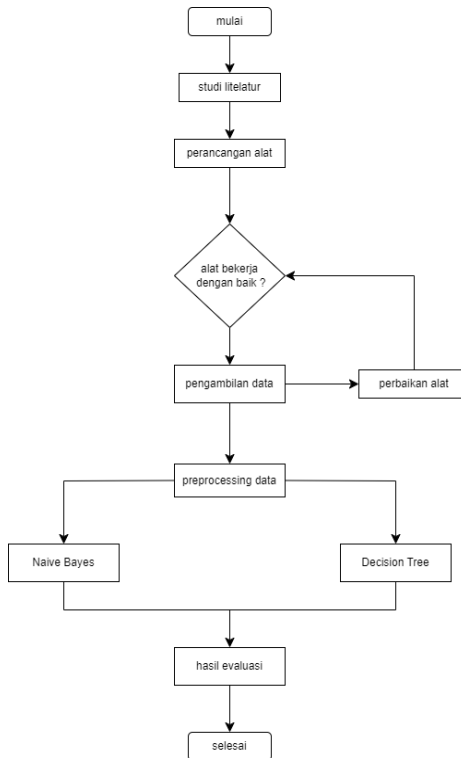 mulai
studi litelatur
perancangan alat
alat bekerja
dengan baik ?
pengambilan data
perbaikan alat
preprocessing data
Naive Bayes
Decision Tree
hasil evaluasi
selesai